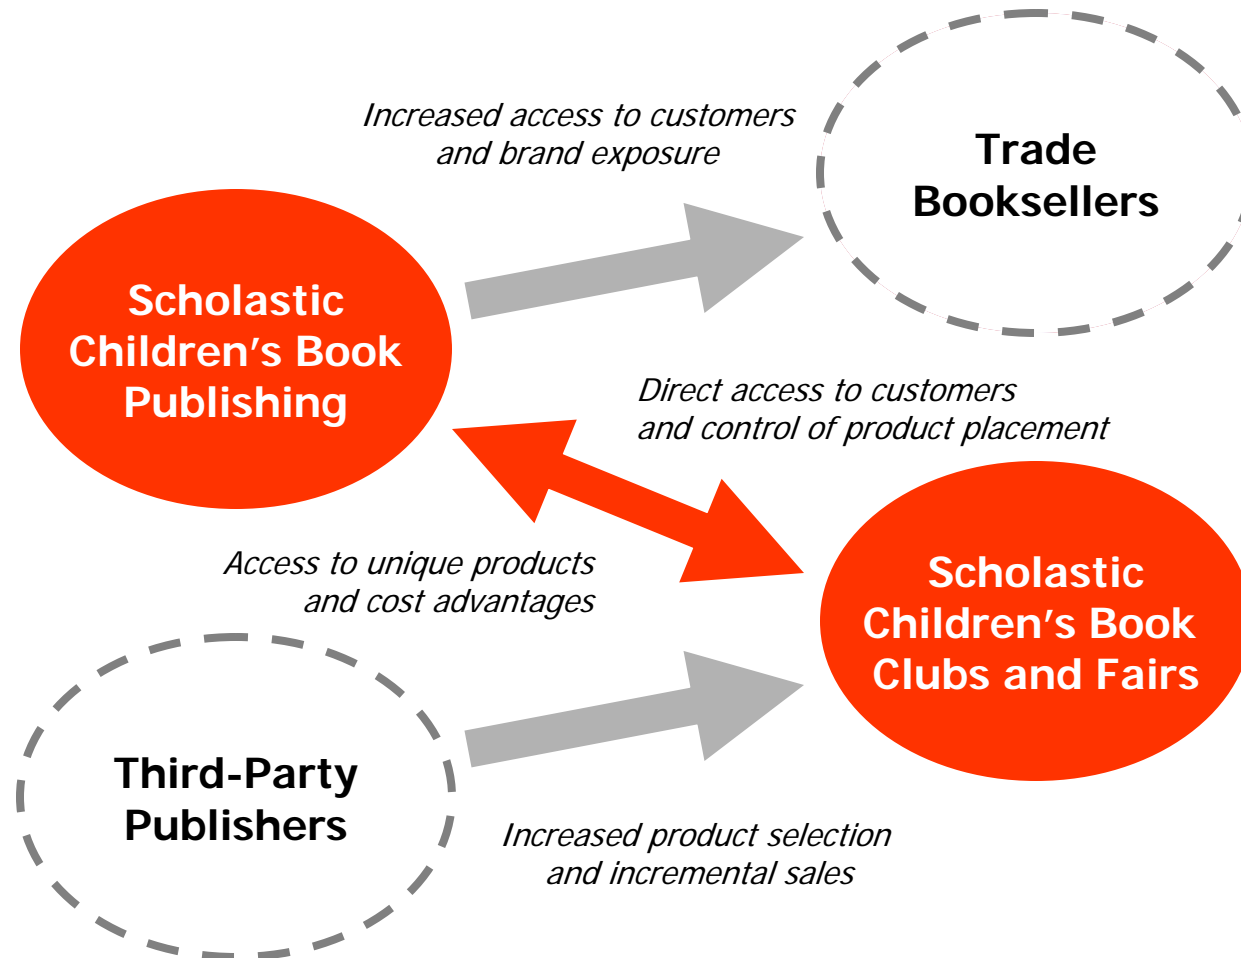 Increased access to customers
and brand exposure
Trade
Booksellers
Scholastic
Children’s Book
Publishing
Direct access to customers
and control of product placement
Access to unique products
and cost advantages
Scholastic
Children’s Book
Clubs and Fairs
Third-Party
Publishers
Increased product selection
and incremental sales